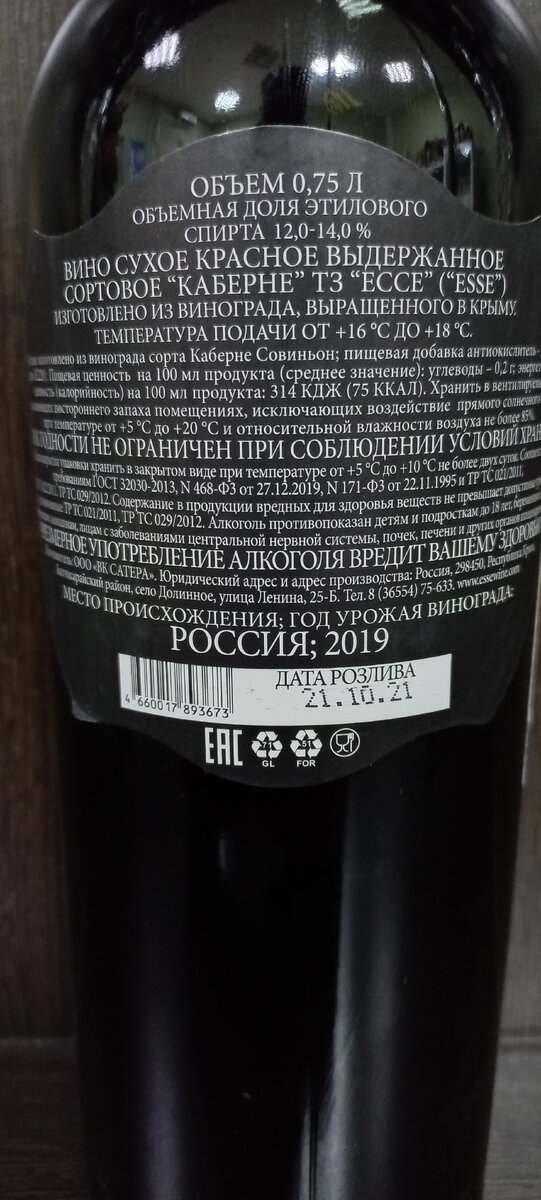 ОБЪЕМ 0,75 Л
ОБЪЕМНАЯ ДОЛЯ ЭТИЛОВОГО
СПИРТА 12,0-14,0 %
ВИНО СУХОЕ КРАСНОЕ ВЫДЕРЖАННОЕ
СОРТОВОЕ “КАБЕРНЕ” ТЗ “ЕССЕ” (“ESSE”)
ИЗГОТОВЛЕНО ИЗ ВИНОГРАДА, ВЫРАЩЕННОГО В КРЫМУ.
ТЕМПЕРАТУРА ПОДАЧИ ОТ +16 °С ДО +18 °С.
изготовлено из винограда сорта Каберне Совиньон; пищевая добавка антиокислитель -
Пищевая ценность на 100 мл продукта (среднее значение): углеводы – 0,2 г;
(калорийность) на 100 мл продукта: 314 КДЖ (75 ККАЛ). Хранить в
постороннего запаха помещениях, исключающих воздействие прямого
при температуре от +5 °С до +20 °С и относительной влажности воздуха не более 85%.
НЕ ОГРАНИЧЕН ПРИ СОБЛЮДЕНИИ УСЛОВИЙ
упаковки хранить в закрытом виде при температуре от +5 °С до +10 °С не более двух суток.
требованиям ГОСТ 32030-2013, N 468-ФЗ от 27.12.2019, N 171-ФЗ от 22.11.1995 и ТР ТС 021/2011,
ТР ТС 029/2012. Содержание в продукции вредных для здоровья веществ не превышает
ТР ТС 021/2011, ТР ТС 029/2012. Алкоголь противопоказан детям и подросткам до 18 лет,
лицам с заболеваниями центральной нервной системы, почек, печени и других органов
УПОТРЕБЛЕНИЕ АЛКОГОЛЯ ВРЕДИТ ВАШЕМУ
ООО «ВК САТЕРА». Юридический адрес и адрес производства: Россия, 298450, Республика
район, село Долинное, улица Ленина, 25-Б. Тел. 8 (36554) 75-633. www.essewine.com
МЕСТО ПРОИСХОЖДЕНИЯ; ГОД УРОЖАЯ ВИНОГРАДА:
РОССИЯ; 2019
ДАТА РОЗЛИВА
21.10.21
4 660017 893673
EAC 71 51
GL FOR